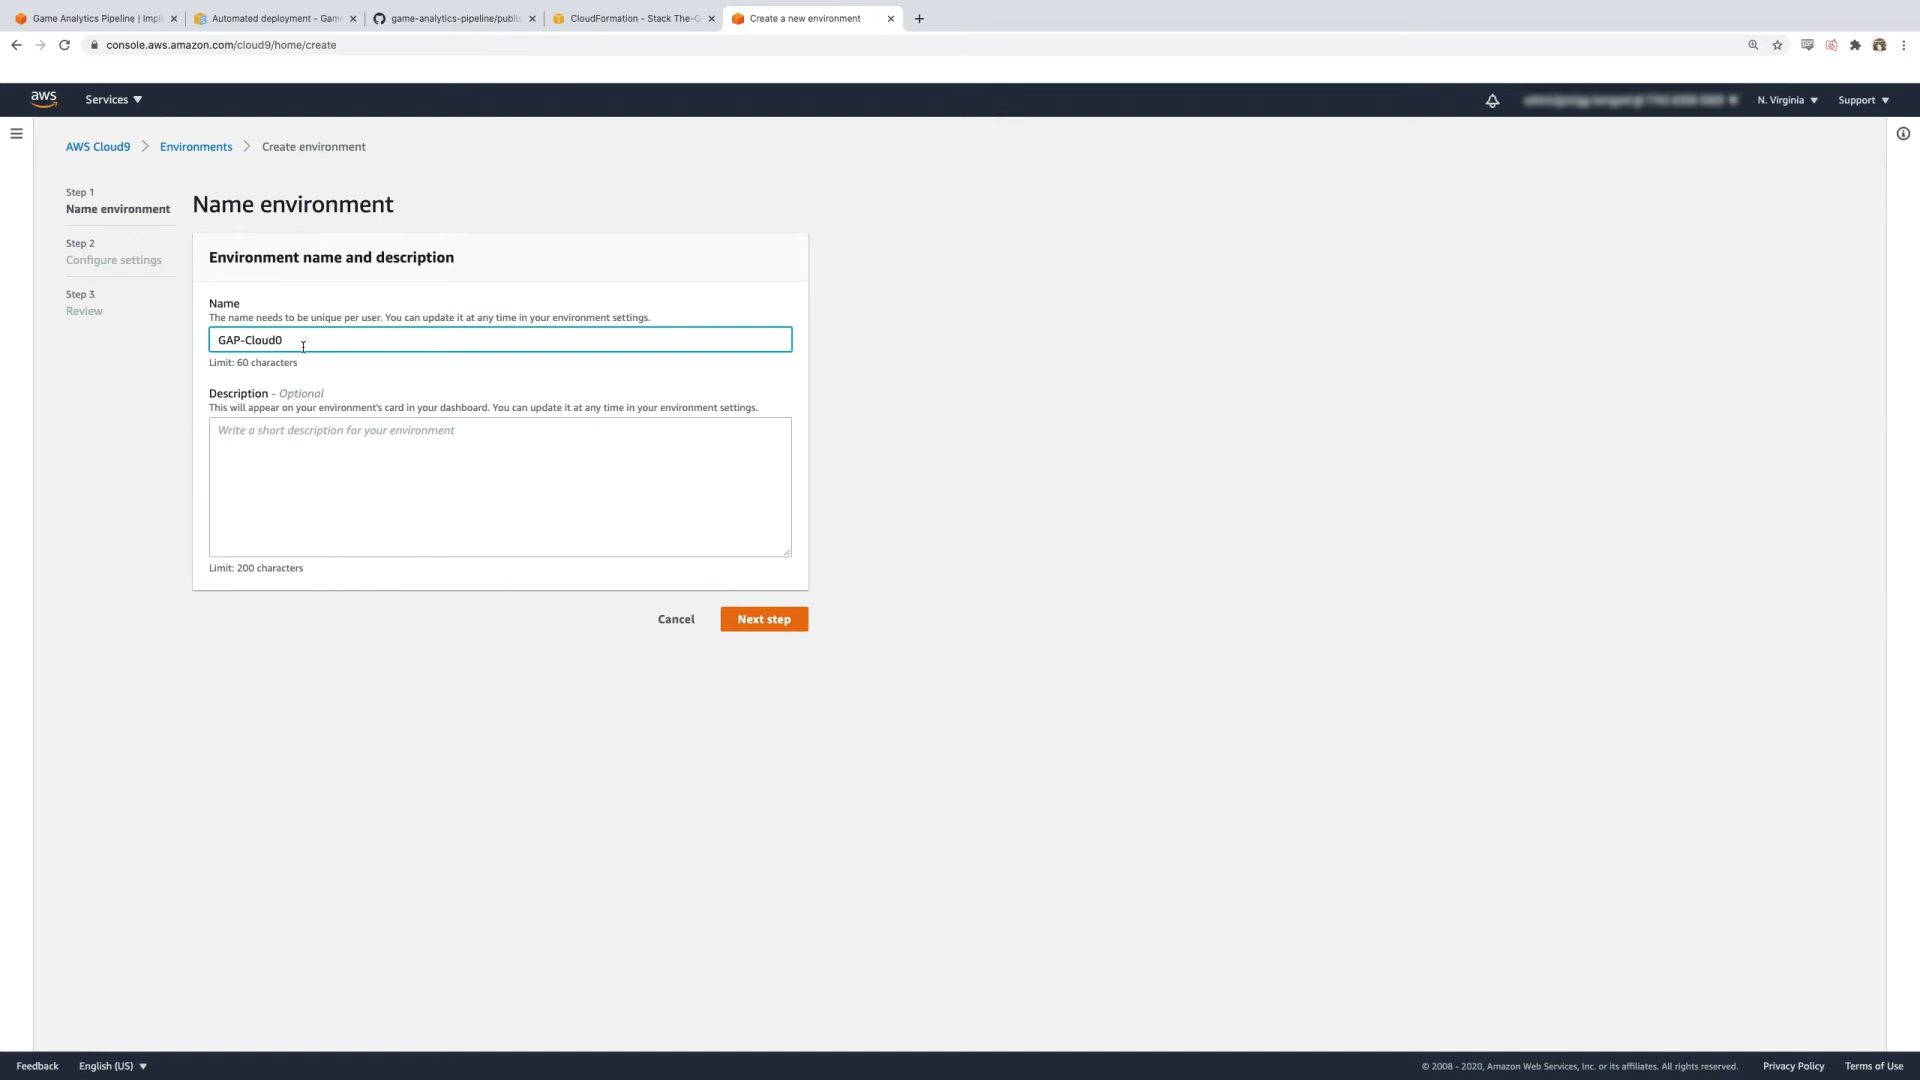 Game Analytics Pipeline | Imple
Automated deployment - Game
game-analytics-pipeline/publis
CloudFormation - Stack The-G
Create a new environment
console.aws.amazon.com/cloud9/home/create
aws
Services
N. Virginia
Support
AWS Cloud9
Environments
Create environment
Step 1
Name environment
Step 2
Configure settings
Step 3
Review
Name environment
Environment name and description
Name
The name needs to be unique per user. You can update it at any time in your environment settings.
GAP-Cloud0
Limit: 60 characters
Description - Optional
This will appear on your environment's card in your dashboard. You can update it at any time in your environment settings.
Write a short description for your environment
Limit: 200 characters
Cancel
Next step
Feedback
English (US)
© 2008 - 2020, Amazon Web Services, Inc. or its affiliates. All rights reserved.
Privacy Policy
Terms of Use